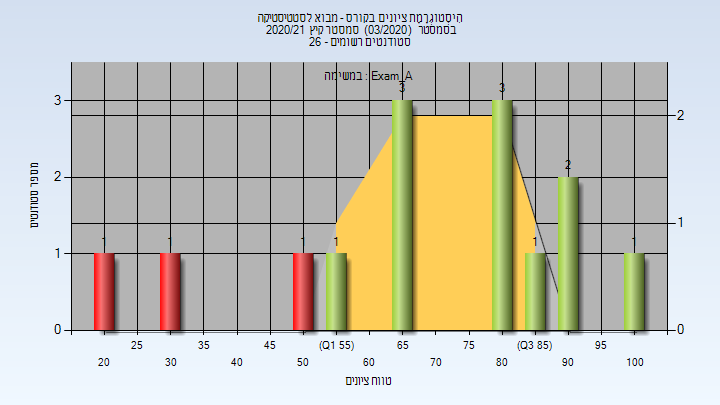 היסטוגרמת ציונים בקורס - מבוא לסטטיסטיקה
בסמסטר (03/2020) סמסטר קיץ 2020/21
סטודנטים רשומים - 26
במשימה : Exam_A
3 3
2
1 1 1 1 1 1
3
2
1
0
2
1
0
מספר סטודנטים
25 35 45 (Q1 55) 65 75 (Q3 85) 95
20 30 40 50 60 70 80 90 100
טווח ציונים